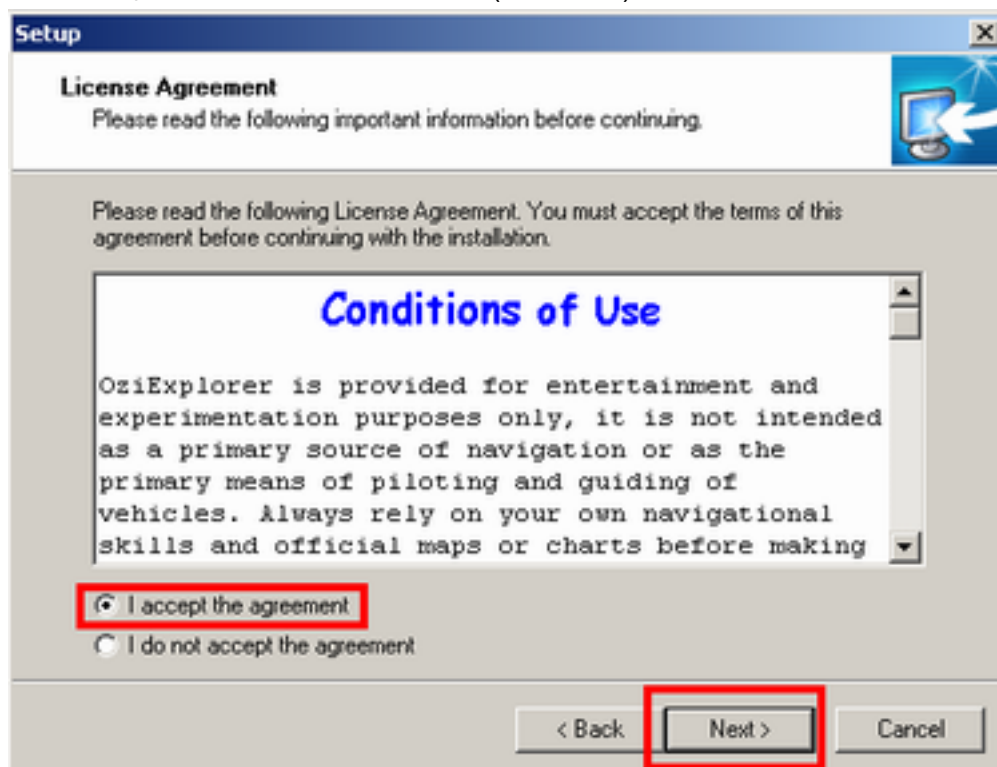 Setup
License Agreement
Please read the following important information before continuing.
Please read the following License Agreement. You must accept the terms of this
agreement before continuing with the installation.
Conditions of Use
OziExplorer is provided for entertainment and
experimentation purposes only, it is not intended
as a primary source of navigation or as the
primary means of piloting and guiding of
vehicles. Always rely on your own navigational
skills and official maps or charts before making
I accept the agreement
I do not accept the agreement
< Back Next > Cancel